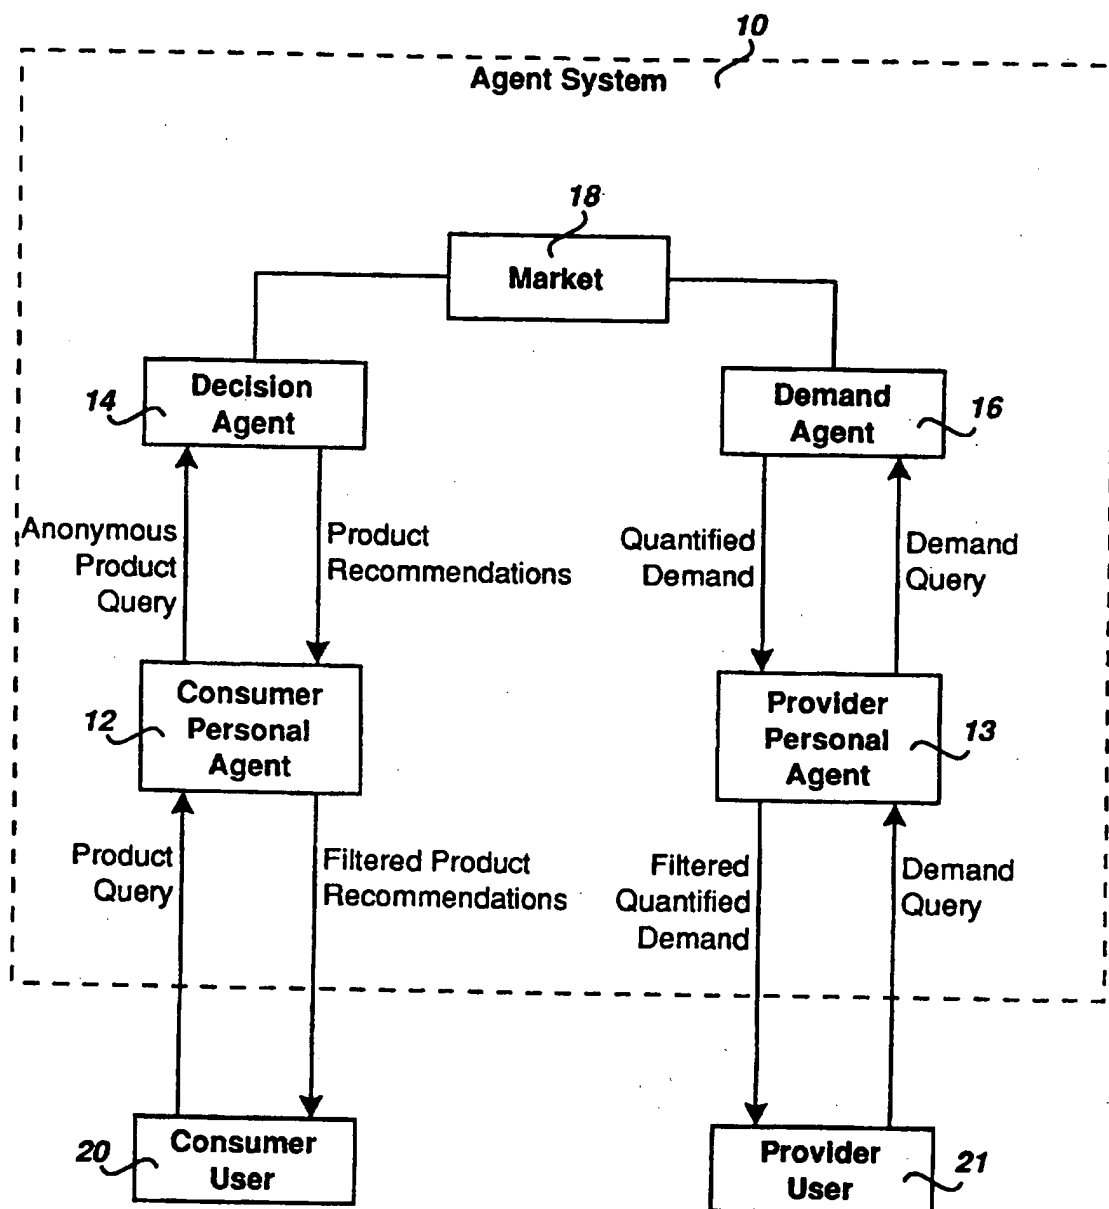 10
Agent System
18
Market
Decision
Agent
14
Demand
Agent
16
Anonymous
Product
Query
Product
Recommendations
Quantified
Demand
Demand
Query
Consumer
Personal
Agent
12
Provider
Personal
Agent
13
Product
Query
Filtered Product
Recommendations
Filtered
Quantified
Demand
Demand
Query
20
Consumer
User
Provider
User
21